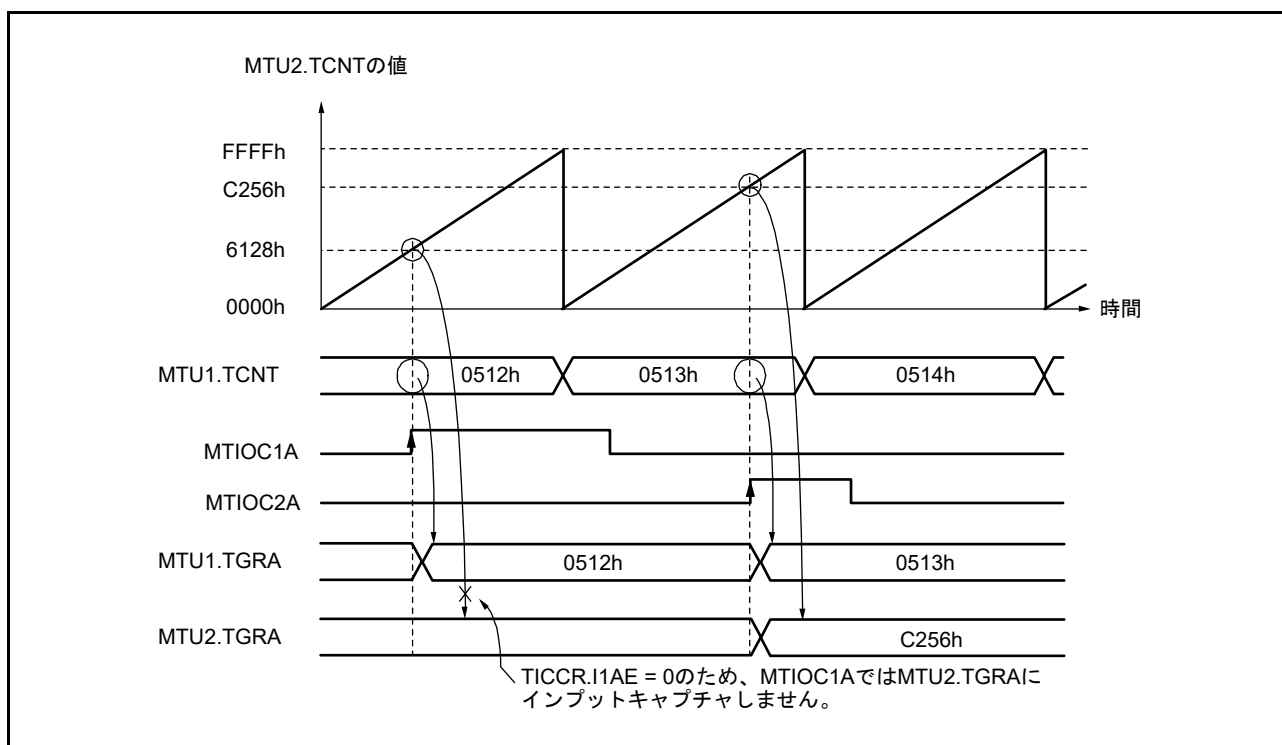 MTU2.TCNTの値
FFFFh
C256h
6128h
0000h
時間
MTU1.TCNT
0512h
0513h
0514h
MTIOC1A
MTIOC2A
MTU1.TGRA
0512h
0513h
MTU2.TGRA
C256h
TICCR.I1AE = 0のため、MTIOC1AではMTU2.TGRAに
インプットキャプチャしません。